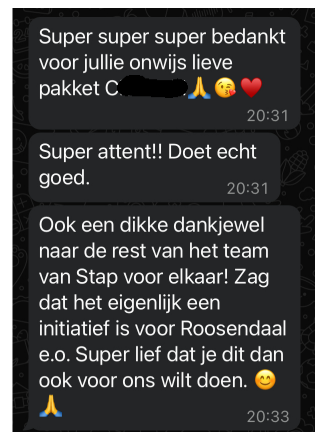 Super super super bedankt
voor jullie onwijs lieve
pakket C 🙏😘♥️
20:31
Super attent!! Doet echt
goed.
20:31
Ook een dikke dankjewel
naar de rest van het team
van Stap voor elkaar! Zag
dat het eigenlijk een
initiatief is voor Roosendaal
e.o. Super lief dat je dit dan
ook voor ons wilt doen. 😊
🙏
20:33